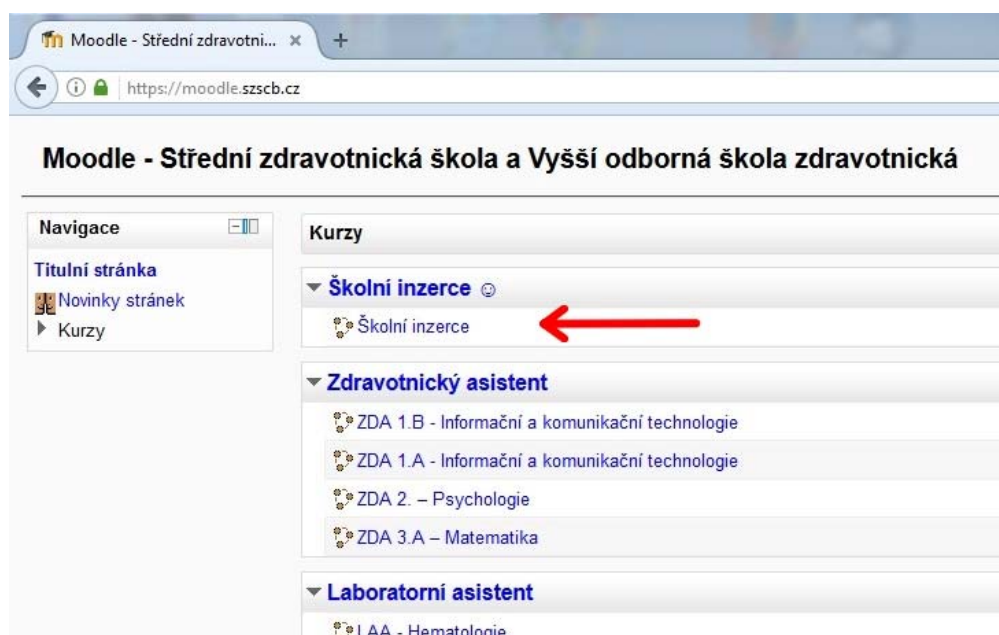 Moodle - Střední zdravotni...
https://moodle.szscb.cz
Moodle - Střední zdravotnická škola a Vyšší odborná škola zdravotnická
Navigace
Titulní stránka
Novinky stránek
Kurzy
Kurzy
Školní inzerce
Školní inzerce
Zdravotnický asistent
ZDA 1.B - Informační a komunikační technologie
ZDA 1.A - Informační a komunikační technologie
ZDA 2. – Psychologie
ZDA 3.A – Matematika
Laboratorní asistent
LAA - Hematologie